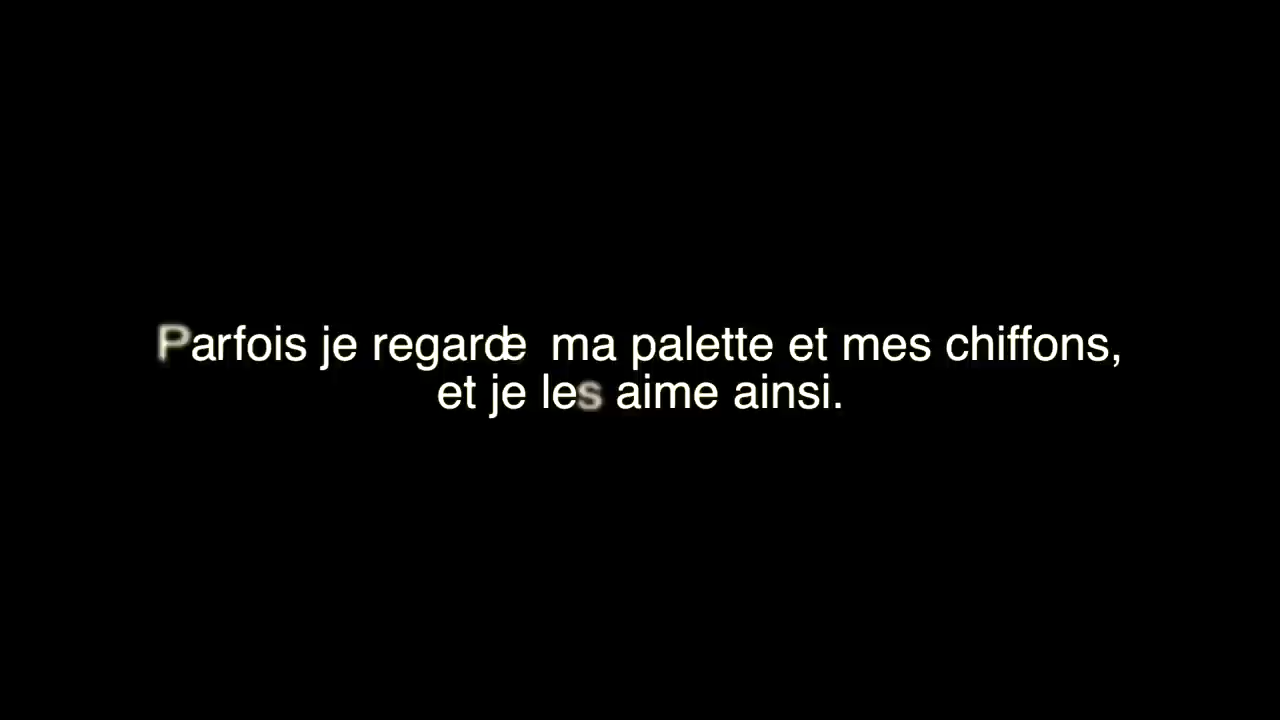 Parfois je regarde ma palette et mes chiffons,
et je les aime ainsi.